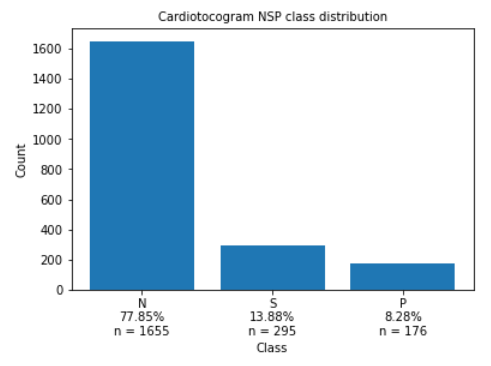 Cardiotocogram NSP class distribution
1600
1400
1200
1000
800
600
400
200
0
Count
N
77.85%
n = 1655
S
13.88%
n = 295
P
8.28%
n = 176
Class